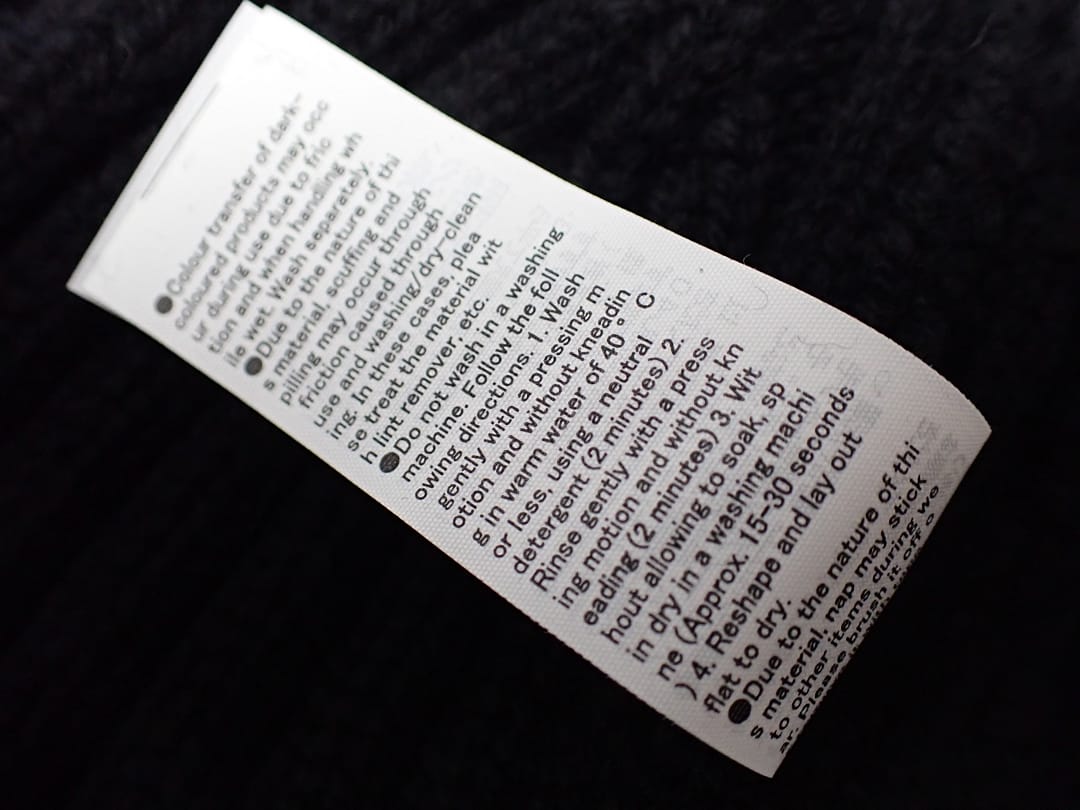 ●Colour transfer of dark-
coloured products may occ
ur during use due to fric
tion and when handling wh
ile wet. Wash separately.
●Due to the nature of thi
s material, scuffing and
pilling may occur through
friction caused through
use and washing/dry-clean
ing. In these cases, plea
se treat the material wit
h lint remover, etc.
●Do not wash in a washing
machine. Follow the foll
owing directions. 1. Wash
gently with a pressing m
otion and without kneadin
g in warm water of 40°C
or less, using a neutral
detergent (2 minutes) 2.
Rinse gently with a press
ing motion and without kn
eading (2 minutes) 3. Wit
hout allowing to soak, sp
in dry in a washing machi
ne (Approx. 15-30 seconds
) 4. Reshape and lay out
flat to dry.
●Due to the nature of thi
s material, nap may stick
to other items during we
ar. Please brush it off o